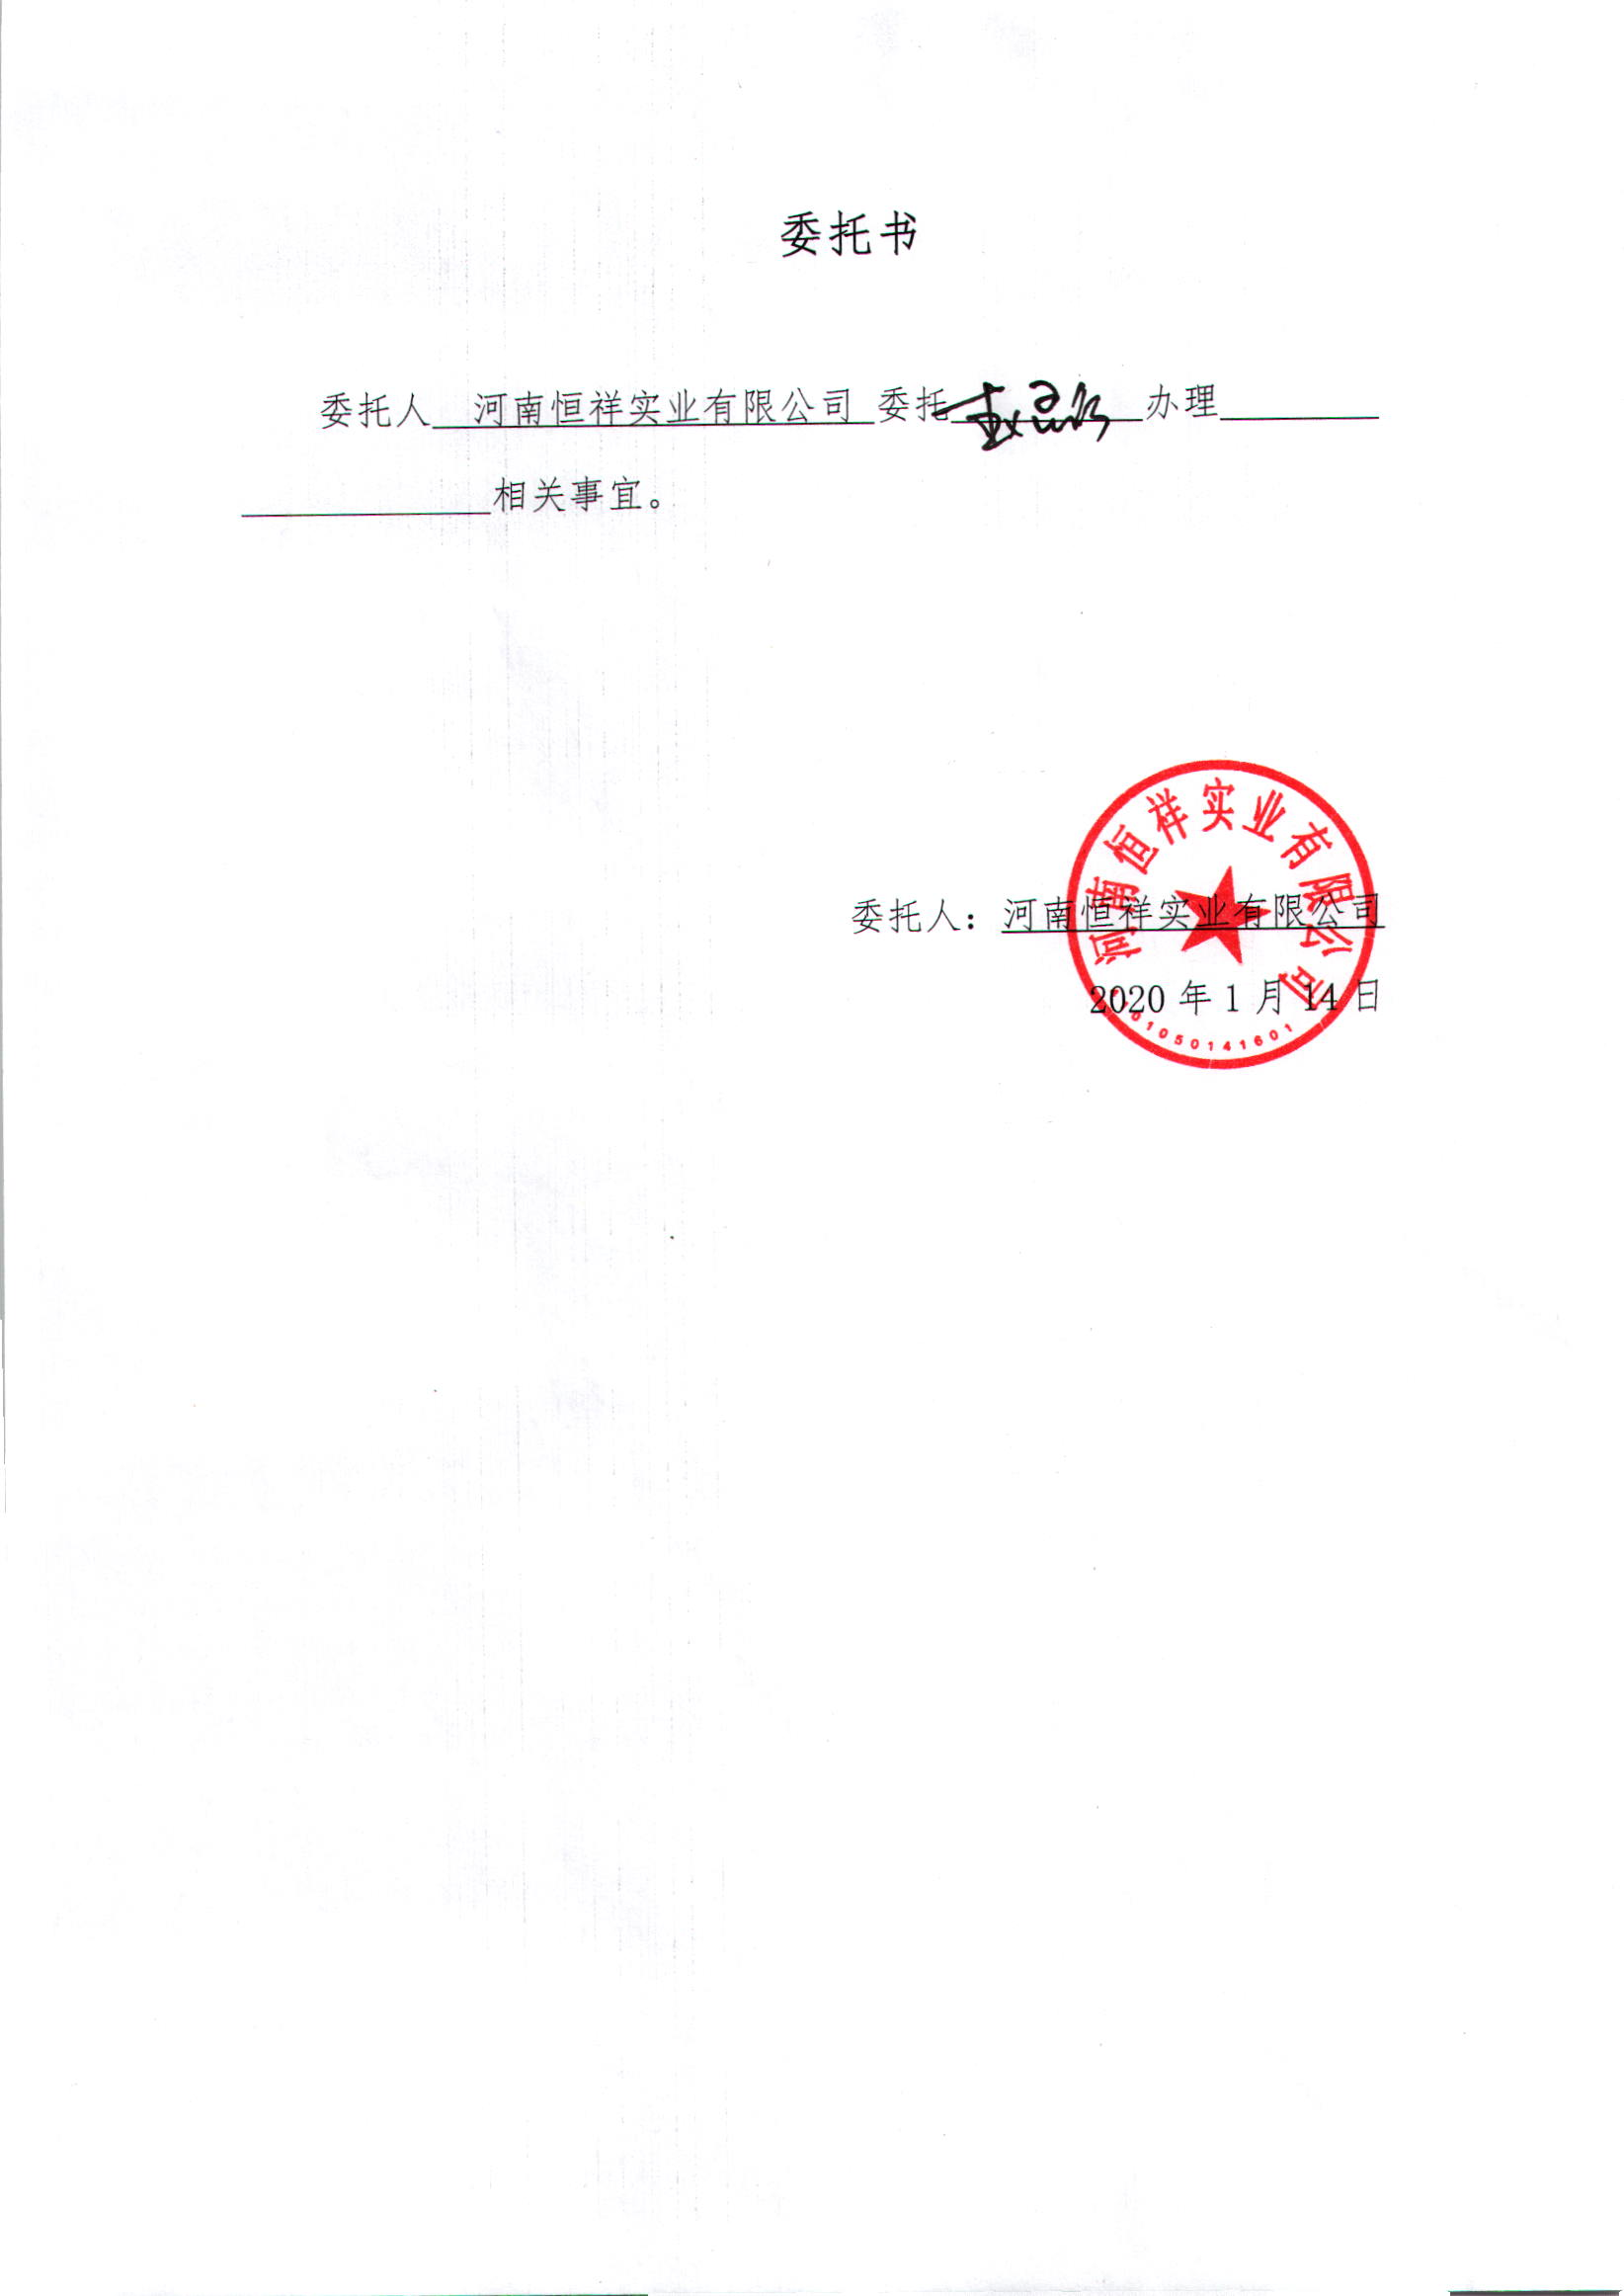 委托书
委托人 河南恒祥实业有限公司 委托 赵 办理
相关事宜。
河南恒祥实业有限公司
委托人：河南恒祥实业有限公司
2020 年 1 月 14 日
01050141601